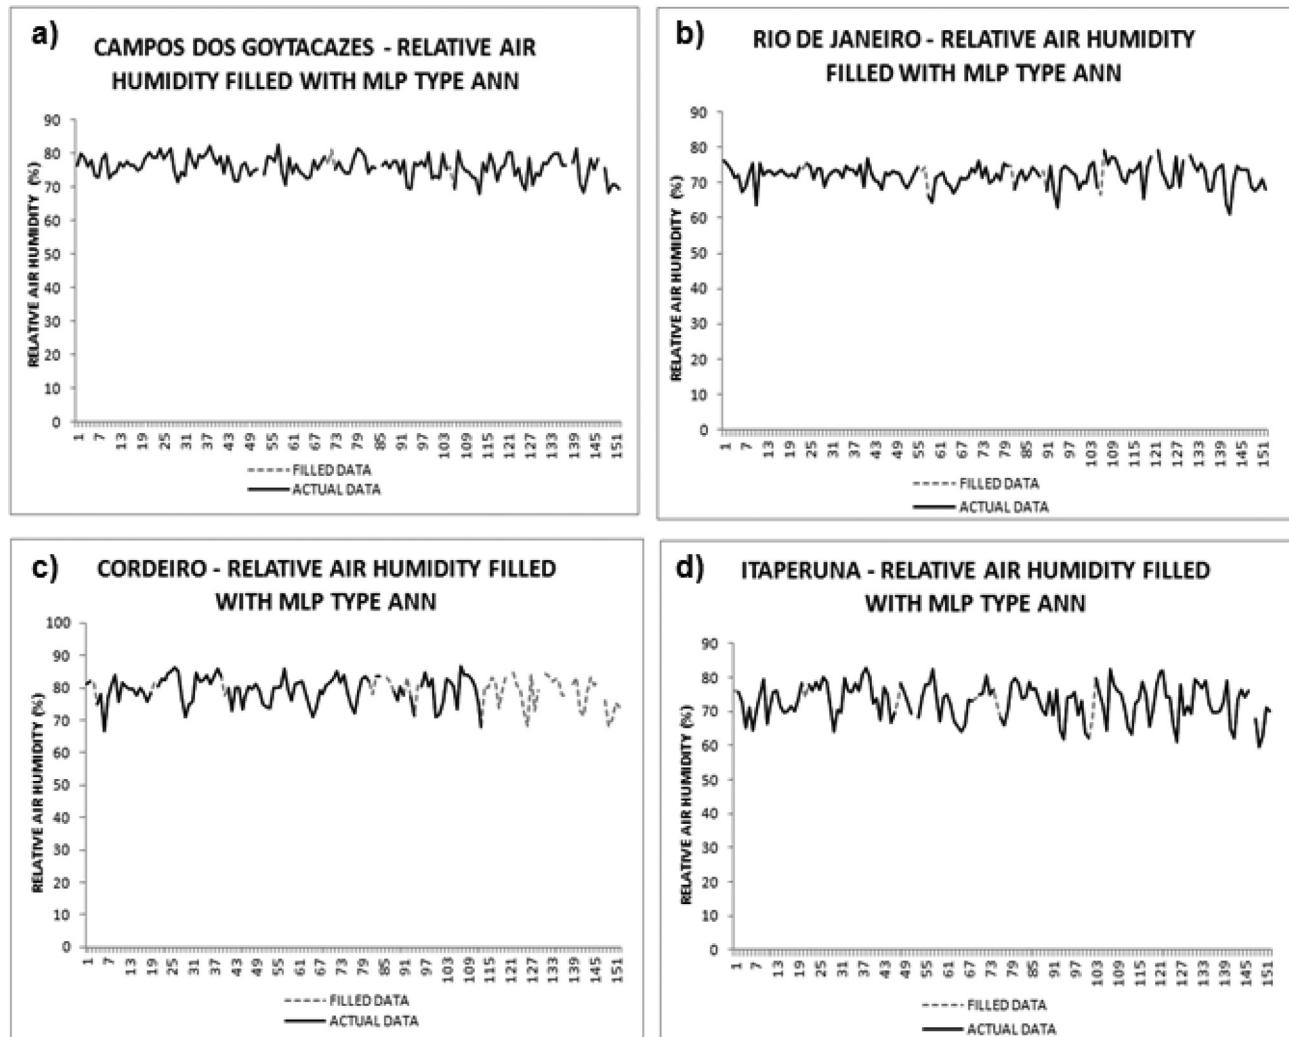 a)
CAMPOS DOS GOYTACAZES - RELATIVE AIR
HUMIDITY FILLED WITH MLP TYPE ANN
RELATIVE AIR HUMIDITY (%)
90
80
70
60
50
40
30
20
10
0
1 7 13 19 25 31 37 43 49 55 61 67 73 79 85 91 97 103 109 115 121 127 133 139 145 151
FILLED DATA
ACTUAL DATA
b)
RIO DE JANEIRO - RELATIVE AIR HUMIDITY
FILLED WITH MLP TYPE ANN
RELATIVE AIR HUMIDITY (%)
90
80
70
60
50
40
30
20
10
0
1 7 13 19 25 31 37 43 49 55 61 67 73 79 85 91 97 103 109 115 121 127 133 139 145 151
FILLED DATA
ACTUAL DATA
c)
CORDEIRO - RELATIVE AIR HUMIDITY FILLED
WITH MLP TYPE ANN
RELATIVE AIR HUMIDITY (%)
100
90
80
70
60
50
40
30
20
10
0
1 7 13 19 25 31 37 43 49 55 61 67 73 79 85 91 97 103 109 115 121 127 133 139 145 151
FILLED DATA
ACTUAL DATA
d)
ITAPERUNA - RELATIVE AIR HUMIDITY FILLED
WITH MLP TYPE ANN
RELATIVE AIR HUMIDITY (%)
90
80
70
60
50
40
30
20
10
0
1 7 13 19 25 31 37 43 49 55 61 67 73 79 85 91 97 103 109 115 121 127 133 139 145 151
FILLED DATA
ACTUAL DATA